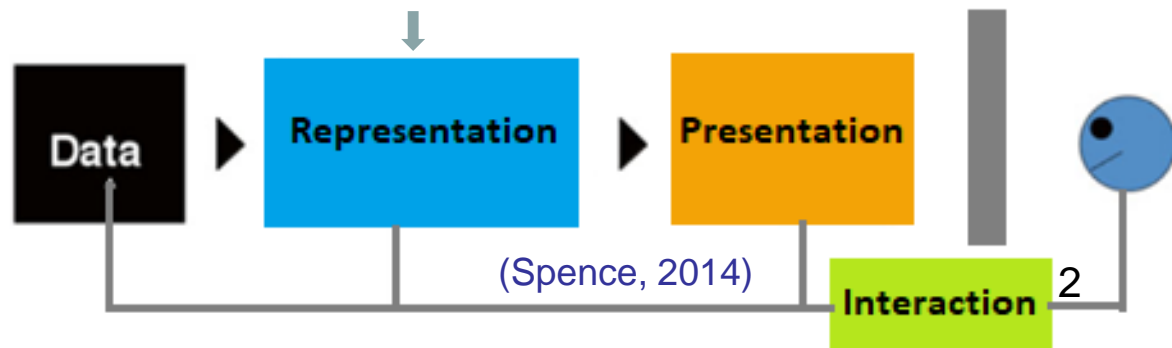 Data
Representation
Presentation
(Spence, 2014)
Interaction
2